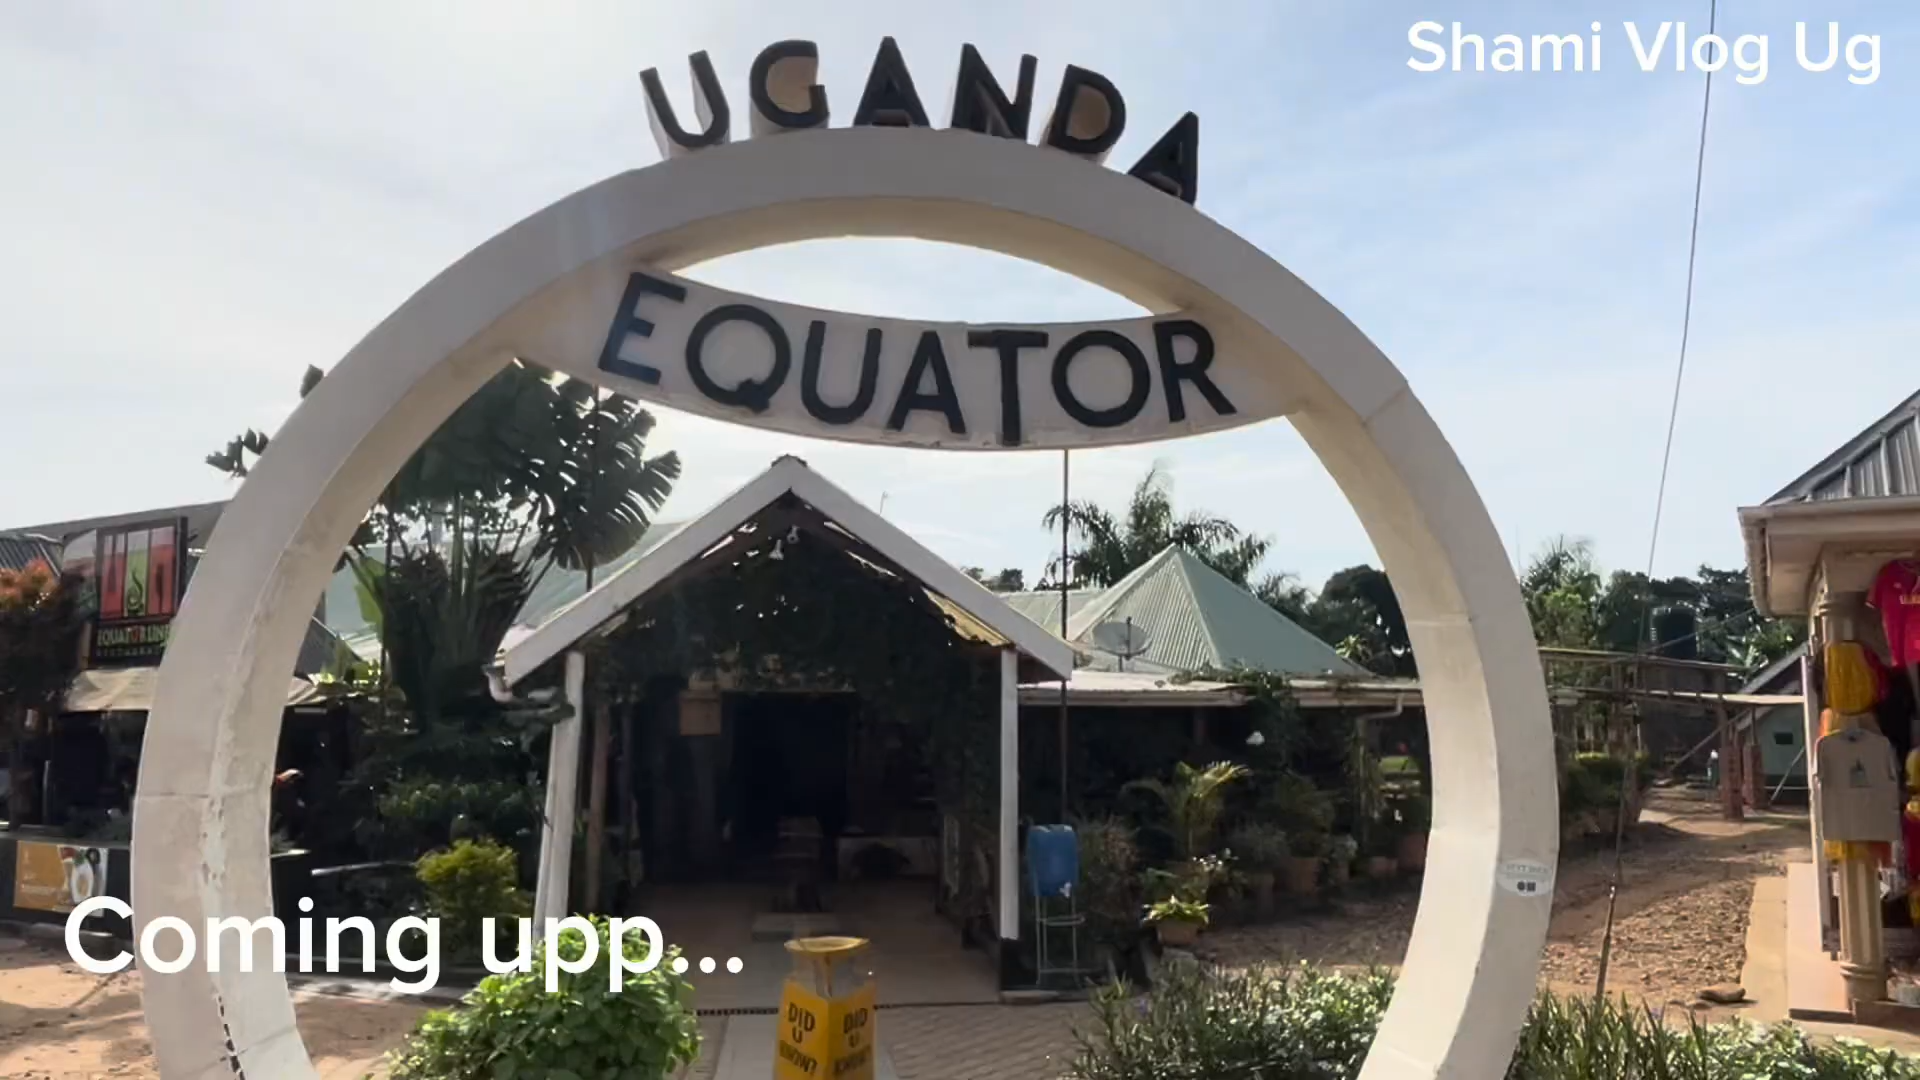 Shami Vlog Ug
UGANDA
EQUATOR
Coming upp...
DID
U
KNOW?
DID
U
KNOW?